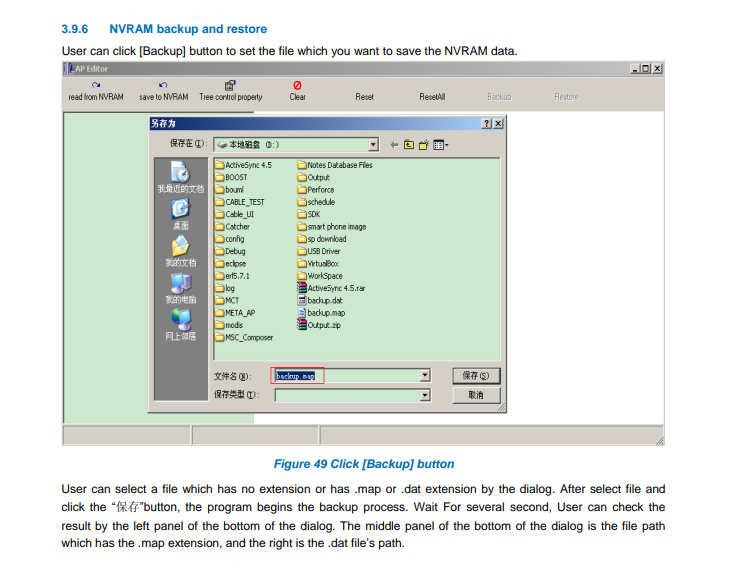 3.9.6 NVRAM backup and restore
User can click [Backup] button to set the file which you want to save the NVRAM data.
AP Editor
read from NVRAM save to NVRAM Tree control property Clear Reset ResetAll Backup Restore
另存为
保存在(I): 本地磁盘 (D:)
我最近的文档
桌面
我的文档
我的电脑
网上邻居
ActiveSync 4.5
BOOST
bouml
CABLE_TEST
Cable_UI
Catcher
config
Debug
eclipse
erl5.7.1
log
MCT
META_AP
modis
MSC_Composer
Notes Database Files
Output
Perforce
schedule
SDK
smart phone image
sp download
USB Driver
VirtualBox
WorkSpace
ActiveSync 4.5.rar
backup.dat
backup.map
Output.zip
文件名(N): backup.map 保存(S)
保存类型(T): 取消
Figure 49 Click [Backup] button
User can select a file which has no extension or has .map or .dat extension by the dialog. After select file and
click the “保存”button, the program begins the backup process. Wait For several second, User can check the
result by the left panel of the bottom of the dialog. The middle panel of the bottom of the dialog is the file path
which has the .map extension, and the right is the .dat file's path.